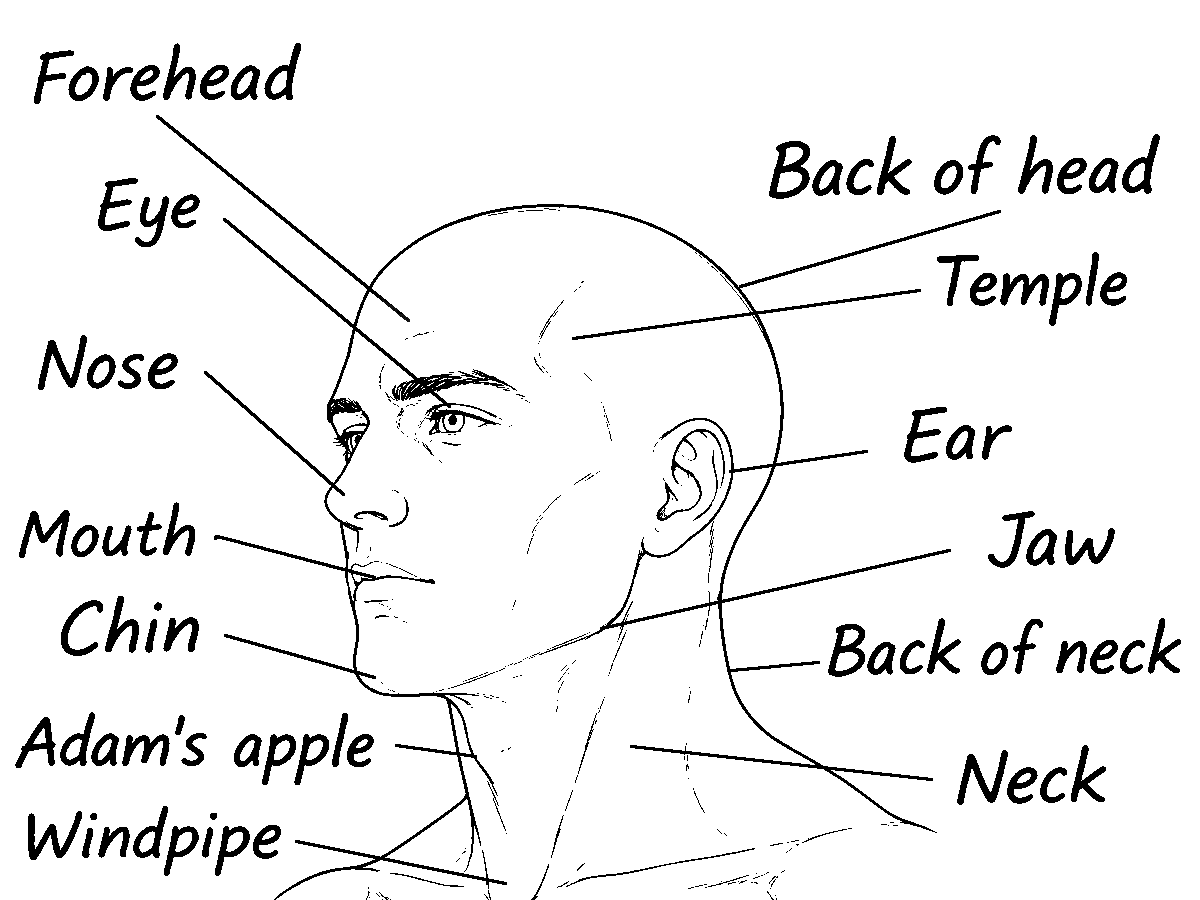 Forehead
Eye
Nose
Mouth
Chin
Adam's apple
Windpipe
Back of head
Temple
Ear
Jaw
Back of neck
Neck